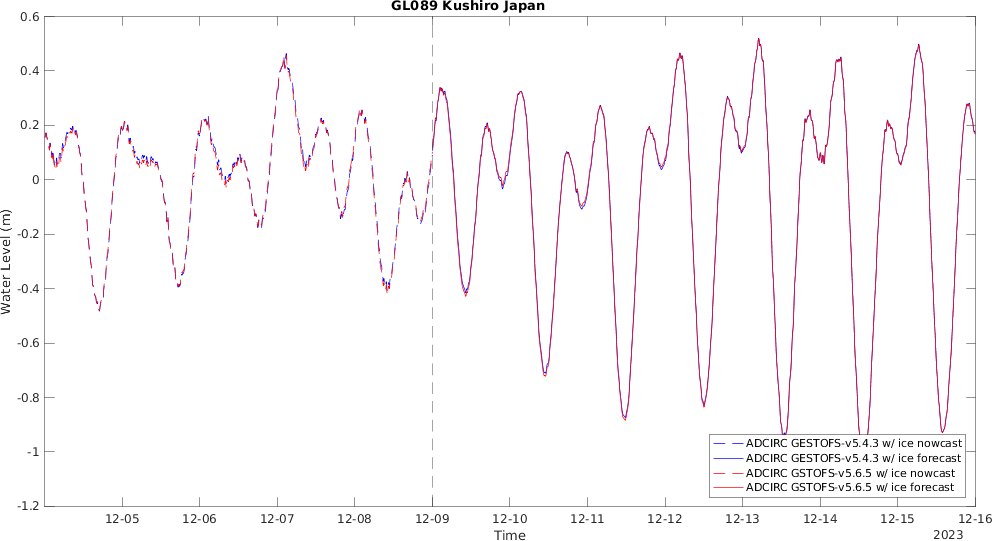 GL089 Kushiro Japan
0.6
0.4
0.2
0
-0.2
-0.4
-0.6
-0.8
-1
-1.2
Water Level (m)
ADCIRC GESTOFS-v5.4.3 w/ ice nowcast
ADCIRC GESTOFS-v5.4.3 w/ ice forecast
ADCIRC GSTOFS-v5.6.5 w/ ice nowcast
ADCIRC GSTOFS-v5.6.5 w/ ice forecast
12-05 12-06 12-07 12-08 12-09 12-10 12-11 12-12 12-13 12-14 12-15 12-16
Time
2023